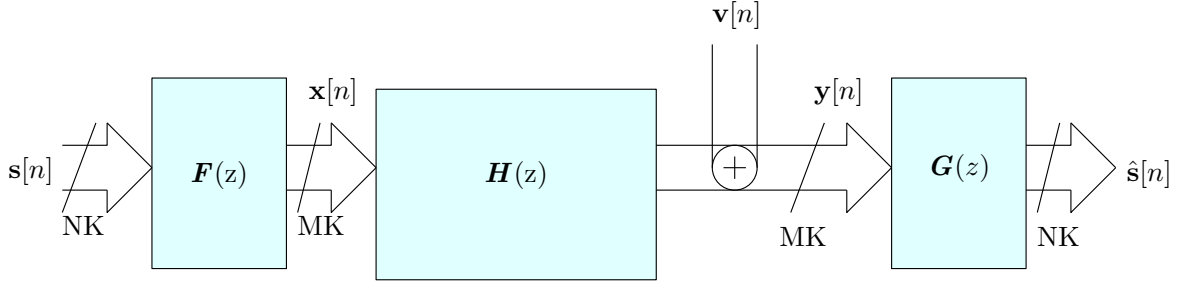 v[n]
x[n]
y[n]
s[n]
F(z)
H(z)
+
G(z)
ŝ[n]
NK
MK
MK
NK